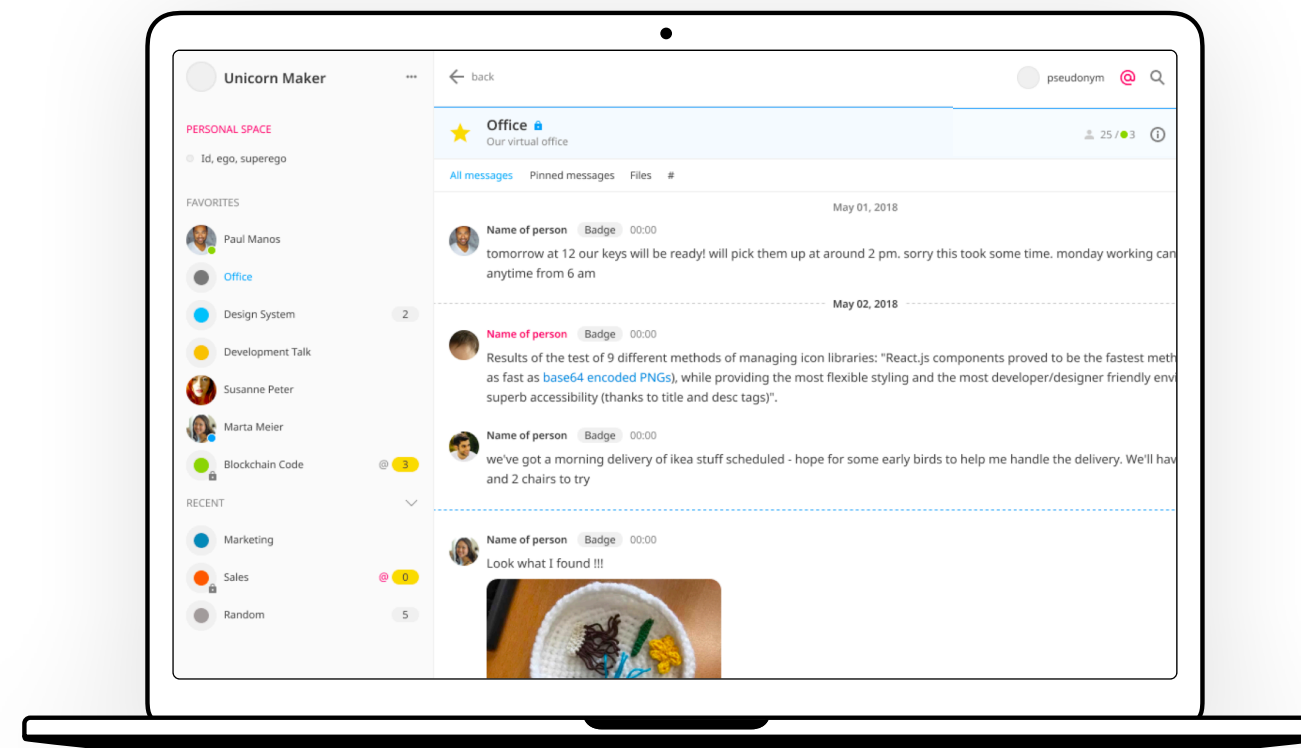 Unicorn Maker
PERSONAL SPACE
Id, ego, superego
FAVORITES
Paul Manos
Office
Design System 2
Development Talk
Susanne Peter
Marta Meier
Blockchain Code @ 3
RECENT
Marketing
Sales @ 0
Random 5
back
pseudonym @
Office
Our virtual office
25 / 3
All messages Pinned messages Files #
May 01, 2018
Name of person Badge 00:00
tomorrow at 12 our keys will be ready! will pick them up at around 2 pm. sorry this took some time. monday working can
anytime from 6 am
May 02, 2018
Name of person Badge 00:00
Results of the test of 9 different methods of managing icon libraries: "React.js components proved to be the fastest meth
as fast as base64 encoded PNGs), while providing the most flexible styling and the most developer/designer friendly envi
superb accessibility (thanks to title and desc tags)".
Name of person Badge 00:00
we've got a morning delivery of ikea stuff scheduled - hope for some early birds to help me handle the delivery. We'll hav
and 2 chairs to try
Name of person Badge 00:00
Look what I found !!!